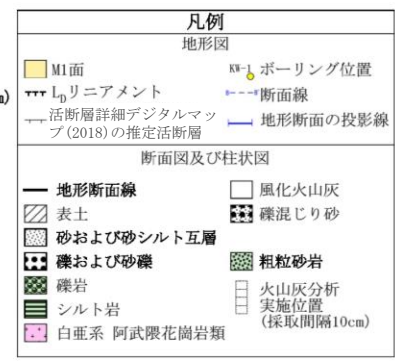 凡例
地形図
M1面
KW-1 ボーリング位置
LDリニアメント
断面線
活断層詳細デジタルマッ
プ(2018)の推定活断層
地形断面の投影線
断面図及び柱状図
地形断面線
風化火山灰
表土
礫混じり砂
砂および砂シルト互層
礫および砂礫
粗粒砂岩
礫岩
火山灰分析
実施位置
(採取間隔10cm)
シルト岩
白亜系 阿武隈花崗岩類